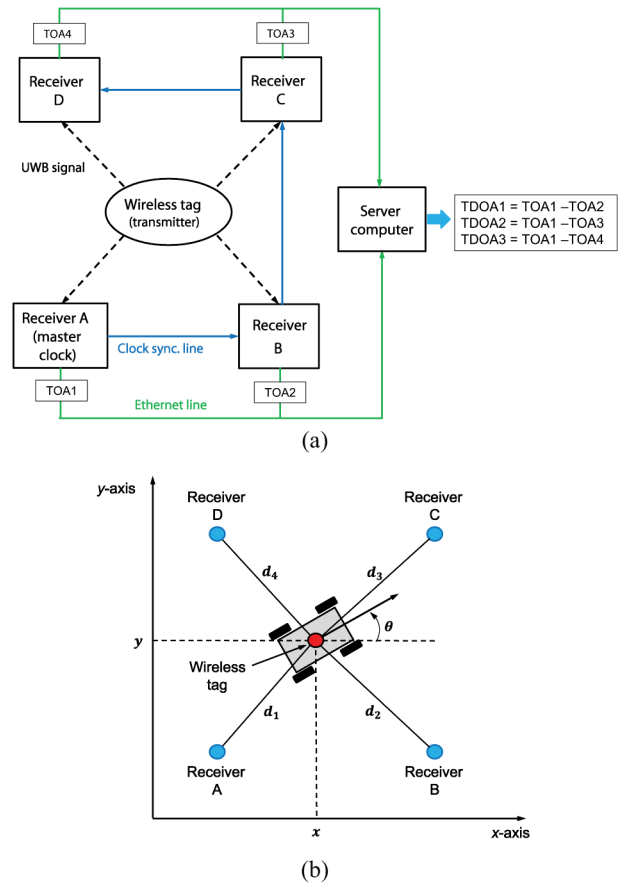 TOA4
TOA3
Receiver
D
Receiver
C
UWB signal
Wireless tag
(transmitter)
Server
computer
TDOA1 = TOA1 –TOA2
TDOA2 = TOA1 –TOA3
TDOA3 = TOA1 –TOA4
Receiver A
(master
clock)
Clock sync. line
Receiver
B
TOA1
TOA2
Ethernet line
(a)
y-axis
Receiver
D
Receiver
C
d4
d3
θ
y
Wireless
tag
d1
d2
Receiver
A
Receiver
B
x
x-axis
(b)